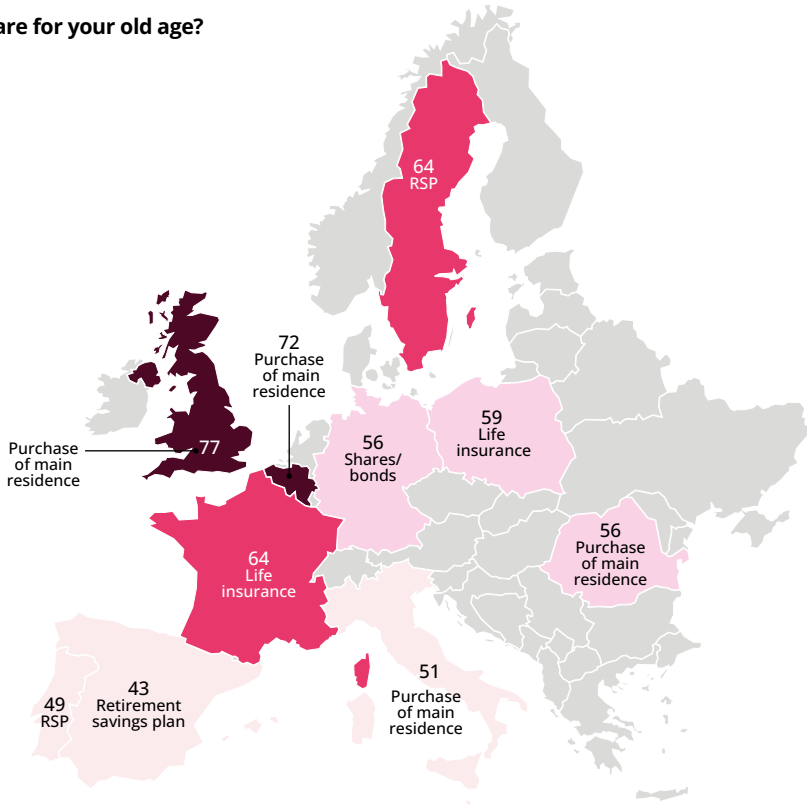 are for your old age?
64
RSP
72
Purchase
of main
residence
77
Purchase
of main
residence
56
Shares/
bonds
59
Life
insurance
56
Purchase
of main
residence
64
Life
insurance
49
RSP
43
Retirement
savings plan
51
Purchase
of main
residence